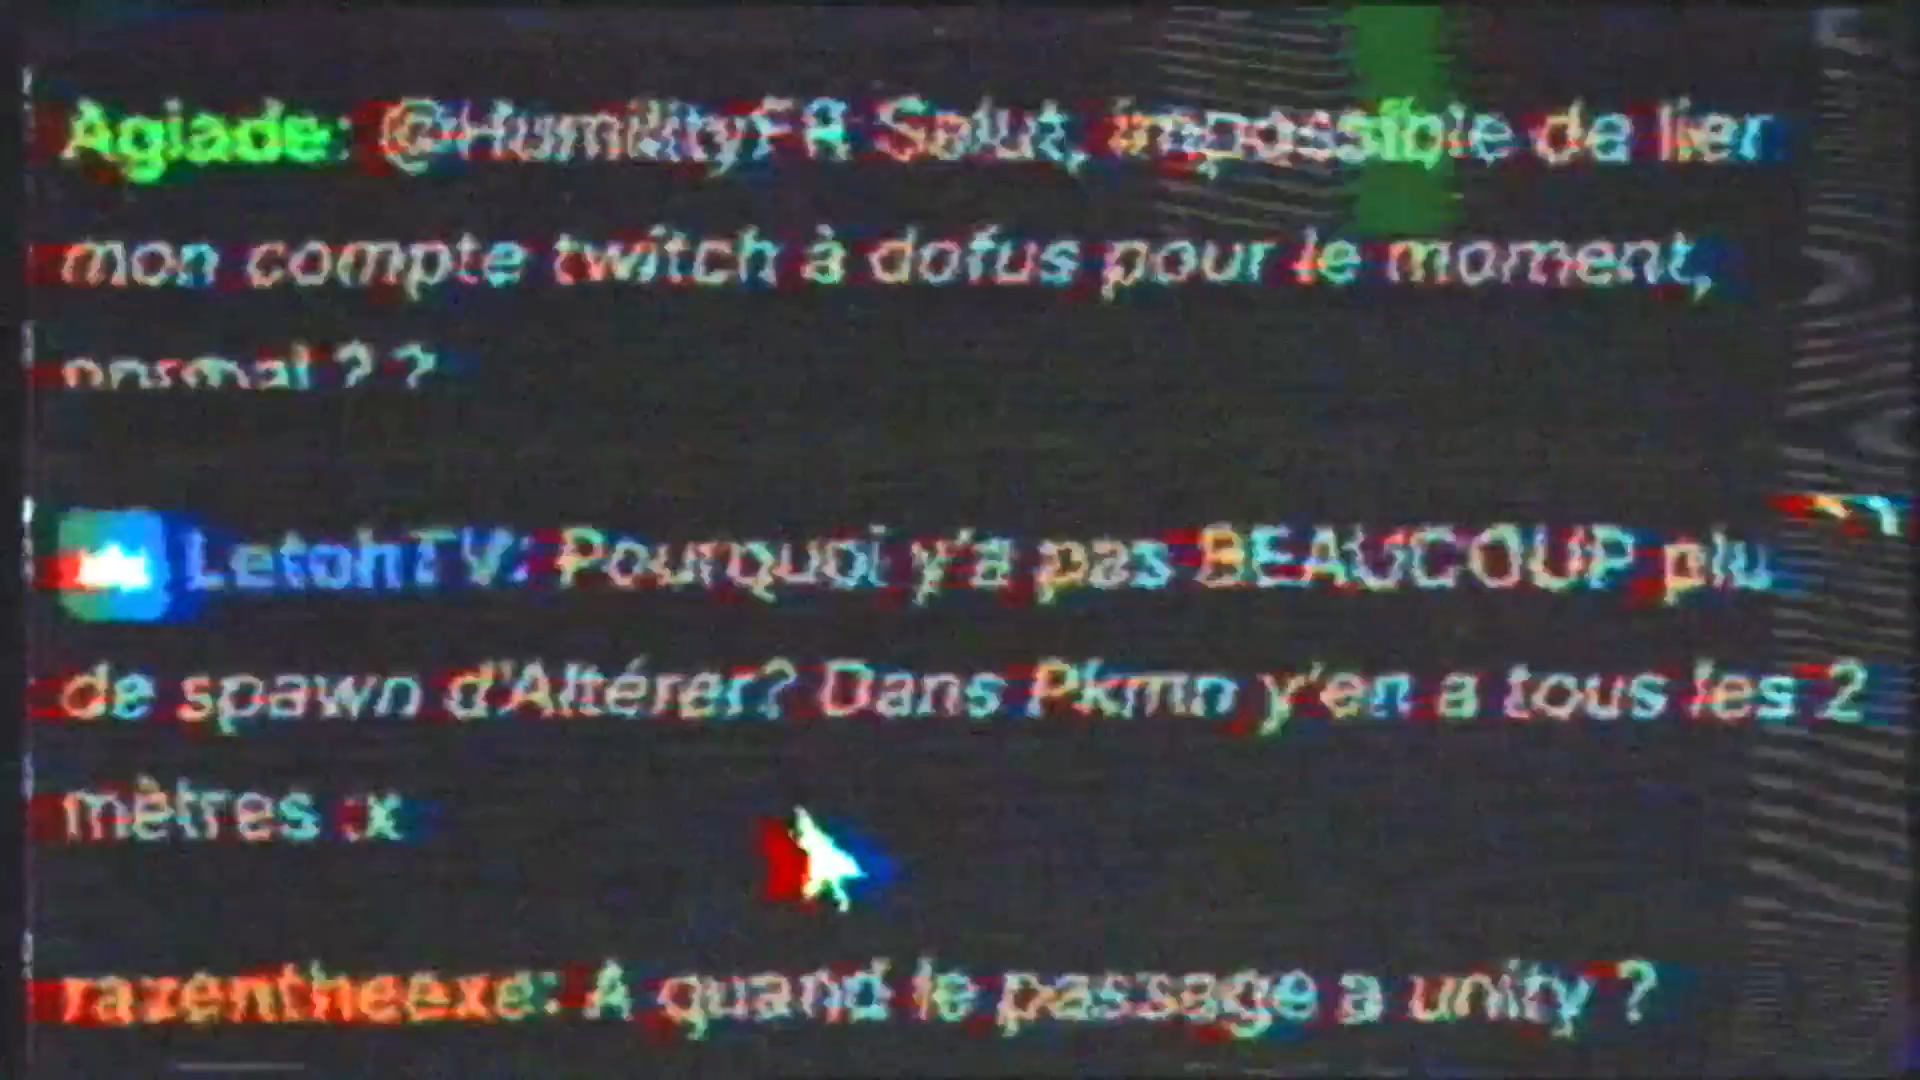 Agiade: @HumilityFR Salut, impossible de lier
mon compte twitch à dofus pour le moment,
normal ? ?
LetohTV: Pourquoi y'a pas BEAUCOUP plu
de spawn d'Altérer? Dans Pkmn y'en a tous les 2
mètres :x
razentheexe: A quand le passage a unity ?